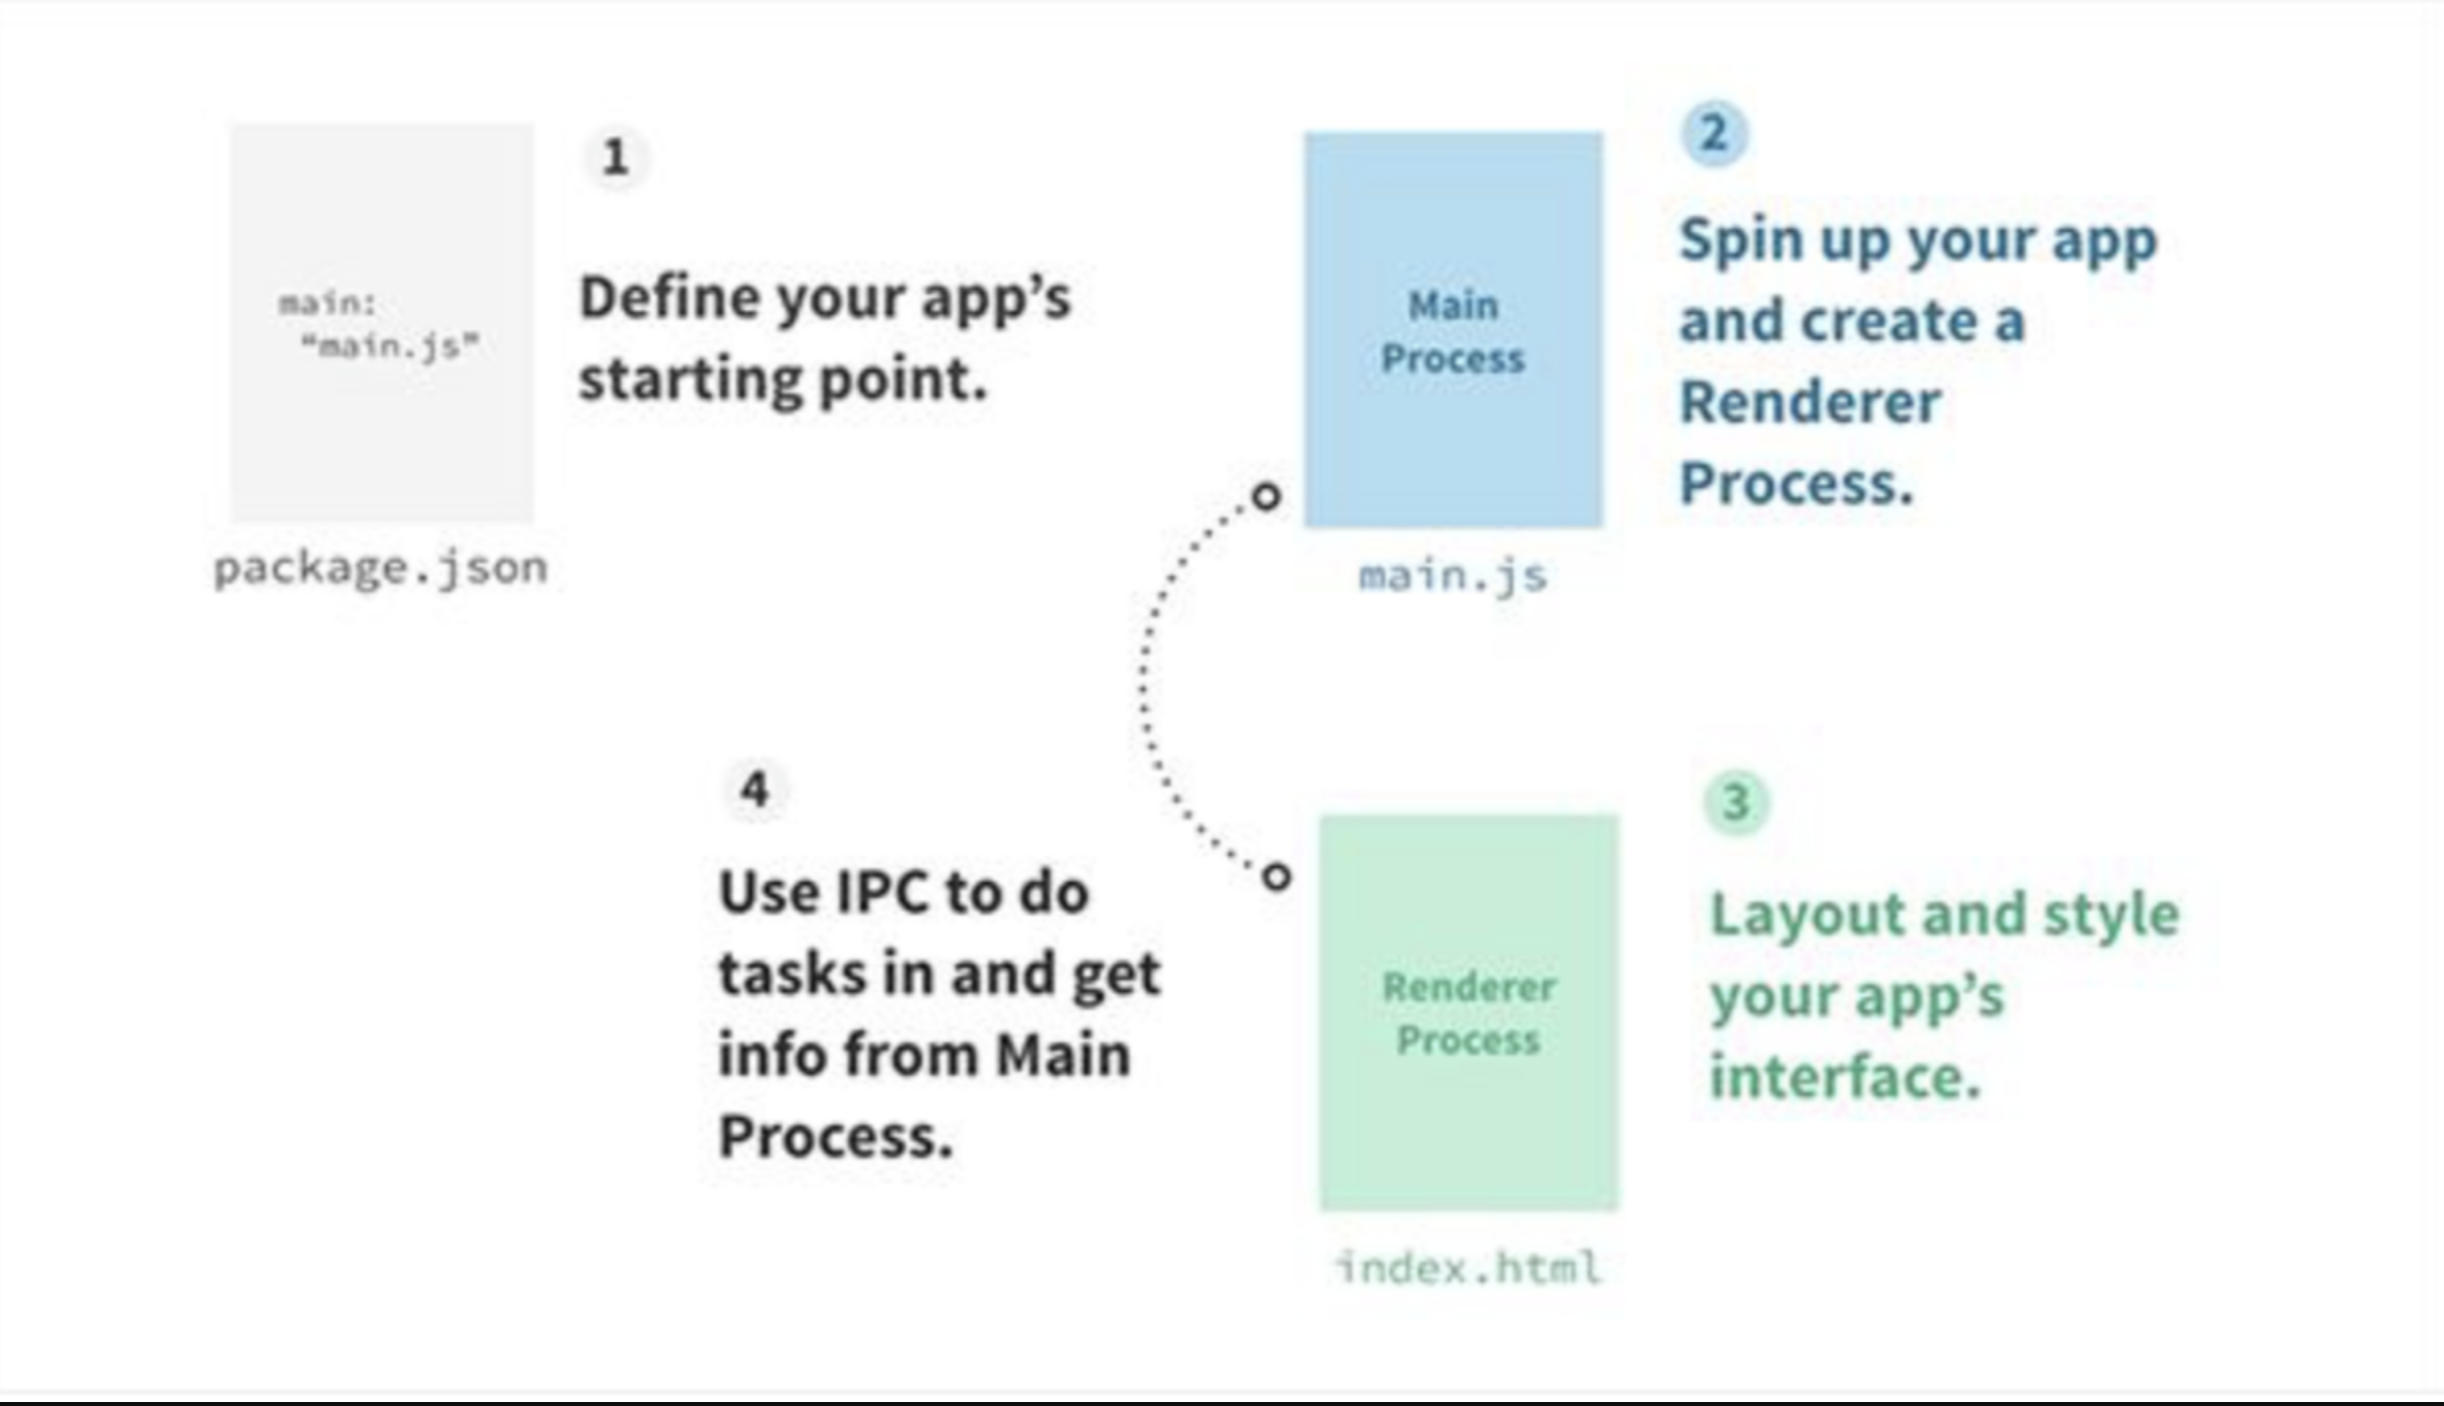 1
main:
“main.js”
Define your app’s
starting point.
package.json
2
Main
Process
Spin up your app
and create a
Renderer
Process.
main.js
3
Renderer
Process
Layout and style
your app’s
interface.
index.html
4
Use IPC to do
tasks in and get
info from Main
Process.